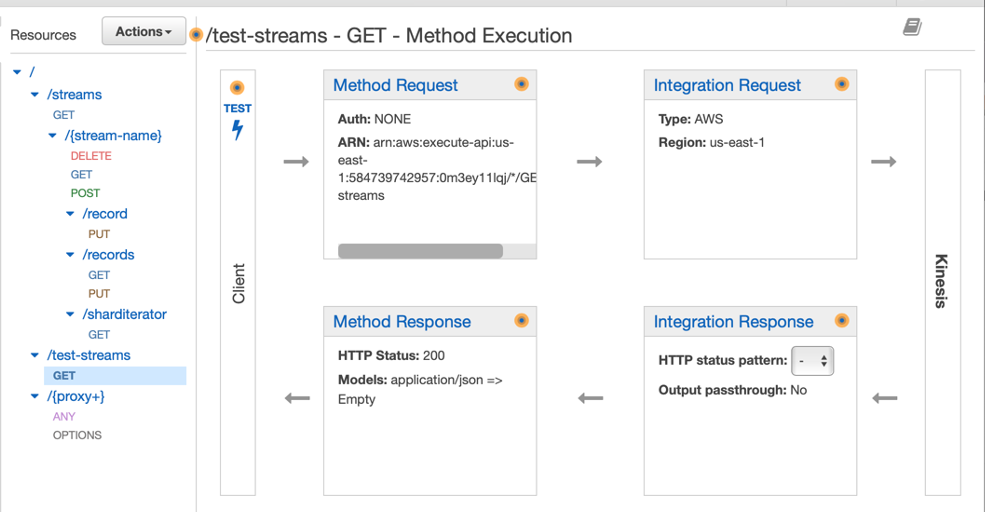 Resources
Actions
/test-streams - GET - Method Execution
/
/streams
GET
/{stream-name}
DELETE
GET
POST
/record
PUT
/records
GET
PUT
/sharditerator
GET
/test-streams
GET
/{proxy+}
ANY
OPTIONS
TEST
Client
Method Request
Auth: NONE
ARN: arn:aws:execute-api:us-
east-
1:584739742957:0m3ey11lqj/*/GE
streams
Integration Request
Type: AWS
Region: us-east-1
Method Response
HTTP Status: 200
Models: application/json =>
Empty
Integration Response
HTTP status pattern: -
Output passthrough: No
Kinesis